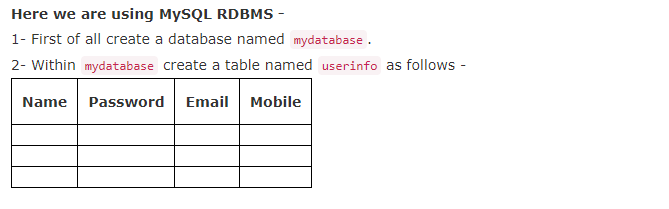 Here we are using MySQL RDBMS -
1- First of all create a database named mydatabase.
2- Within mydatabase create a table named userinfo as follows -
Name Password Email Mobile